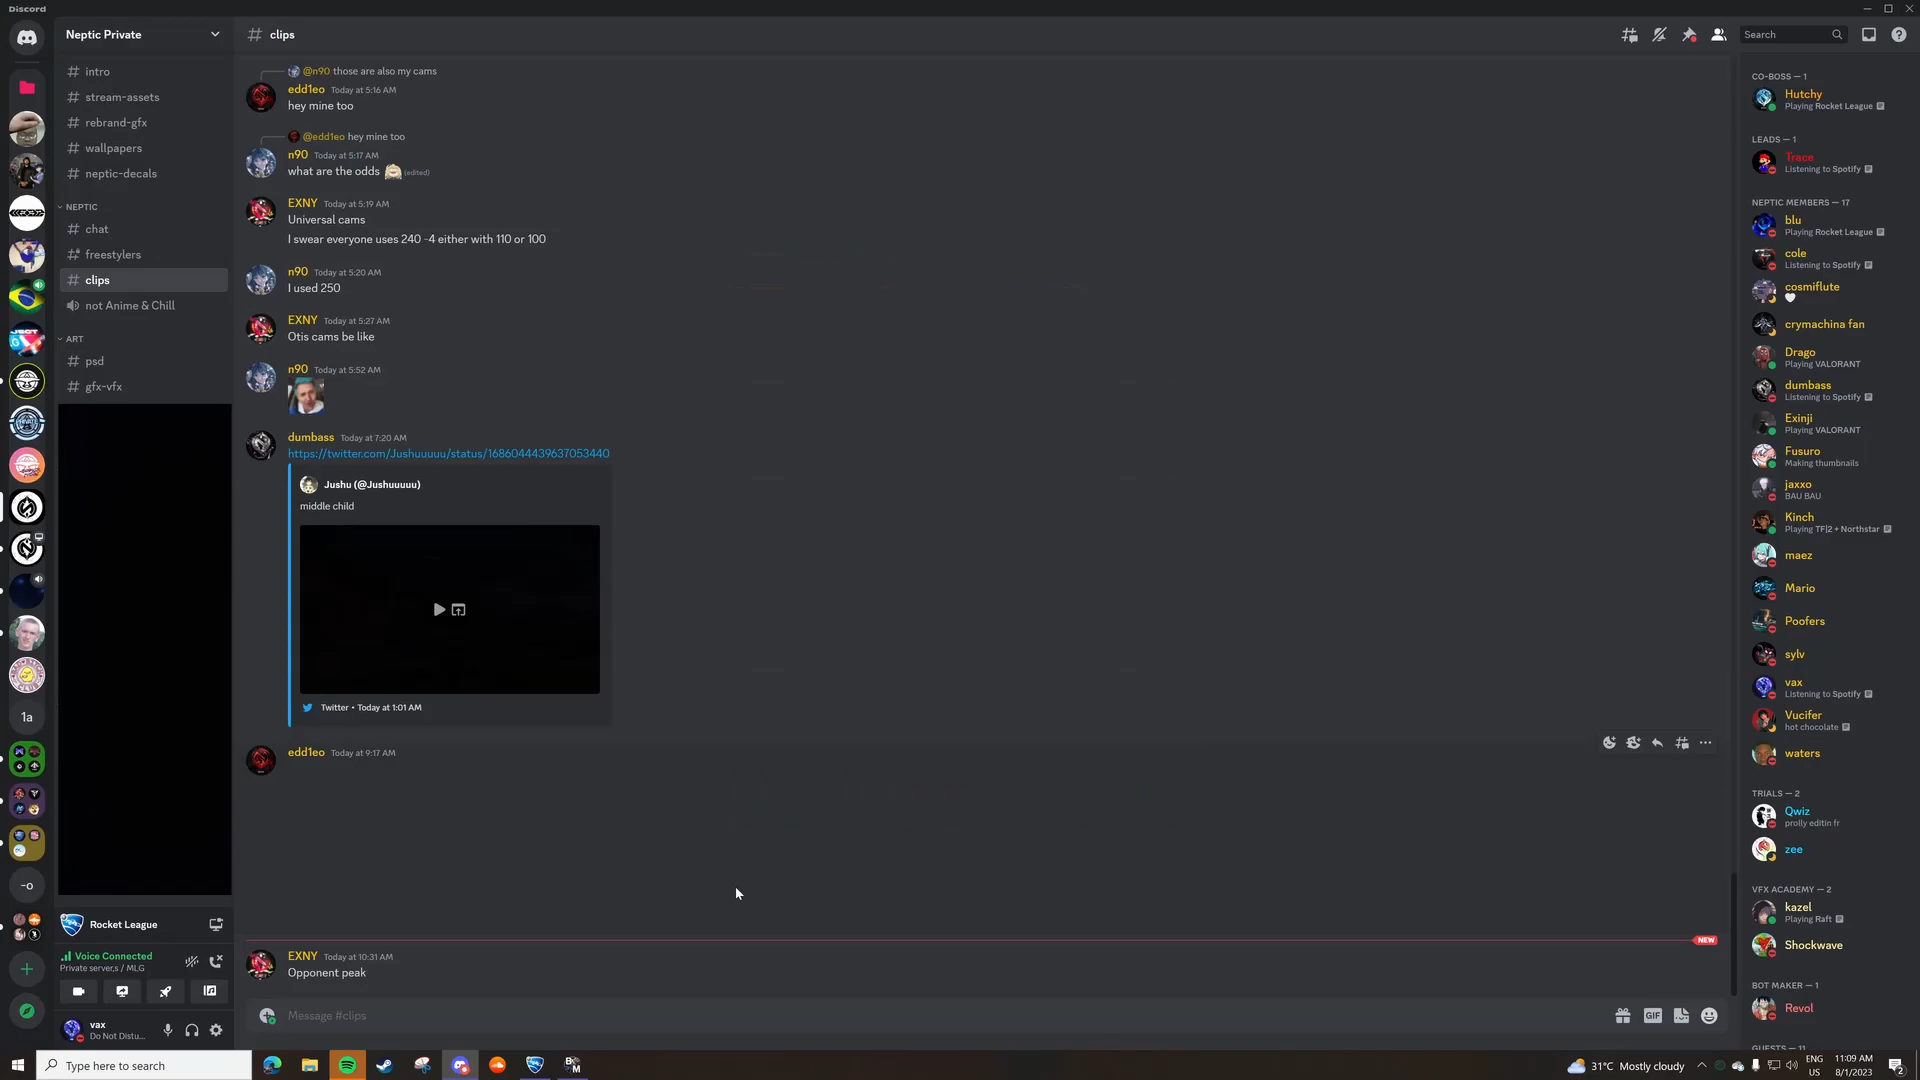 Discord
Neptic Private
intro
stream-assets
rebrand-gfx
wallpapers
neptic-decals
NEPTIC
chat
freestylers
clips
not Anime & Chill
ART
psd
gfx-vfx
1a
-o
Rocket League
Voice Connected
Private server,s / MLG
vax
Do Not Distu...
clips
Search
@n90 those are also my cams
edd1eo Today at 5:16 AM
hey mine too
@edd1eo hey mine too
n90 Today at 5:17 AM
what are the odds (edited)
EXNY Today at 5:19 AM
Universal cams
I swear everyone uses 240 -4 either with 110 or 100
n90 Today at 5:20 AM
I used 250
EXNY Today at 5:27 AM
Otis cams be like
n90 Today at 5:52 AM
dumbass Today at 7:20 AM
https://twitter.com/Jushuuuuu/status/1686044439637053440
Jushu (@Jushuuuuu)
middle child
Twitter • Today at 1:01 AM
edd1eo Today at 9:17 AM
NEW
EXNY Today at 10:31 AM
Opponent peak
Message #clips
GIF
CO-BOSS — 1
Hutchy
Playing Rocket League
LEADS — 1
Trace
Listening to Spotify
NEPTIC MEMBERS — 17
blu
Playing Rocket League
cole
Listening to Spotify
cosmiflute
crymachina fan
Drago
Playing VALORANT
dumbass
Listening to Spotify
Exinji
Playing VALORANT
Fusuro
Making thumbnails
jaxxo
BAU BAU
Kinch
Playing TF|2 + Northstar
maez
Mario
Poofers
sylv
vax
Listening to Spotify
Vucifer
hot chocolate
waters
TRIALS — 2
Qwiz
prolly editin fr
zee
VFX ACADEMY — 2
kazel
Playing Raft
Shockwave
BOT MAKER — 1
Revol
GUESTS — 11
Type here to search
31°C Mostly cloudy
ENG
US
11:09 AM
8/1/2023
2